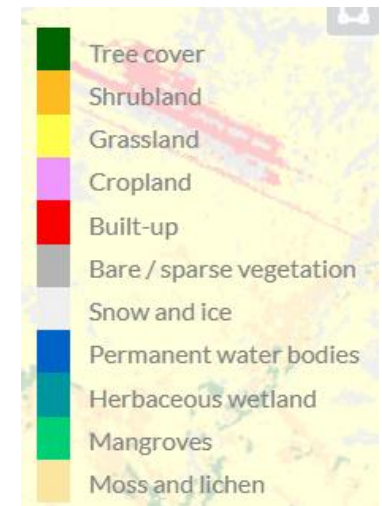 Tree cover
Shrubland
Grassland
Cropland
Built-up
Bare / sparse vegetation
Snow and ice
Permanent water bodies
Herbaceous wetland
Mangroves
Moss and lichen